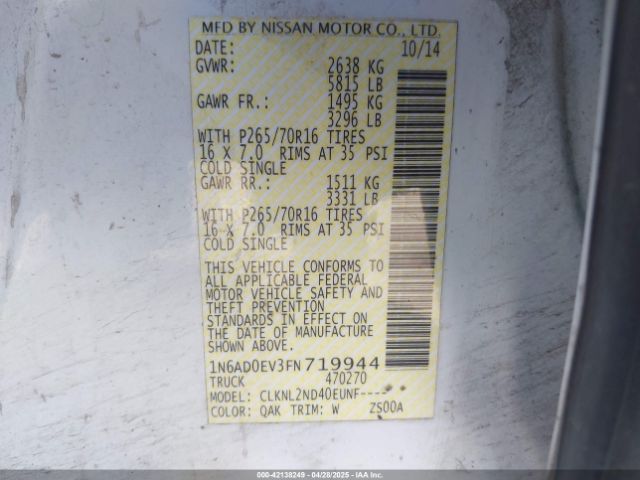 MFD BY NISSAN MOTOR CO., LTD.
DATE: 10/14
GVWR: 2638 KG
5815 LB
GAWR FR.: 1495 KG
3296 LB
WITH P265/70R16 TIRES
16 X 7.0 RIMS AT 35 PSI
COLD SINGLE
GAWR RR.: 1511 KG
3331 LB
WITH P265/70R16 TIRES
16 X 7.0 RIMS AT 35 PSI
COLD SINGLE
THIS VEHICLE CONFORMS TO
ALL APPLICABLE FEDERAL
MOTOR VEHICLE SAFETY AND
THEFT PREVENTION
STANDARDS IN EFFECT ON
THE DATE OF MANUFACTURE
SHOWN ABOVE.
1N6AD0EV3FN719944
TRUCK 470270
MODEL: CLKNL2ND40EUNF----
COLOR: QAK TRIM: W ZS00A
000-42138249 - 04/28/2025 - IAA, Inc.